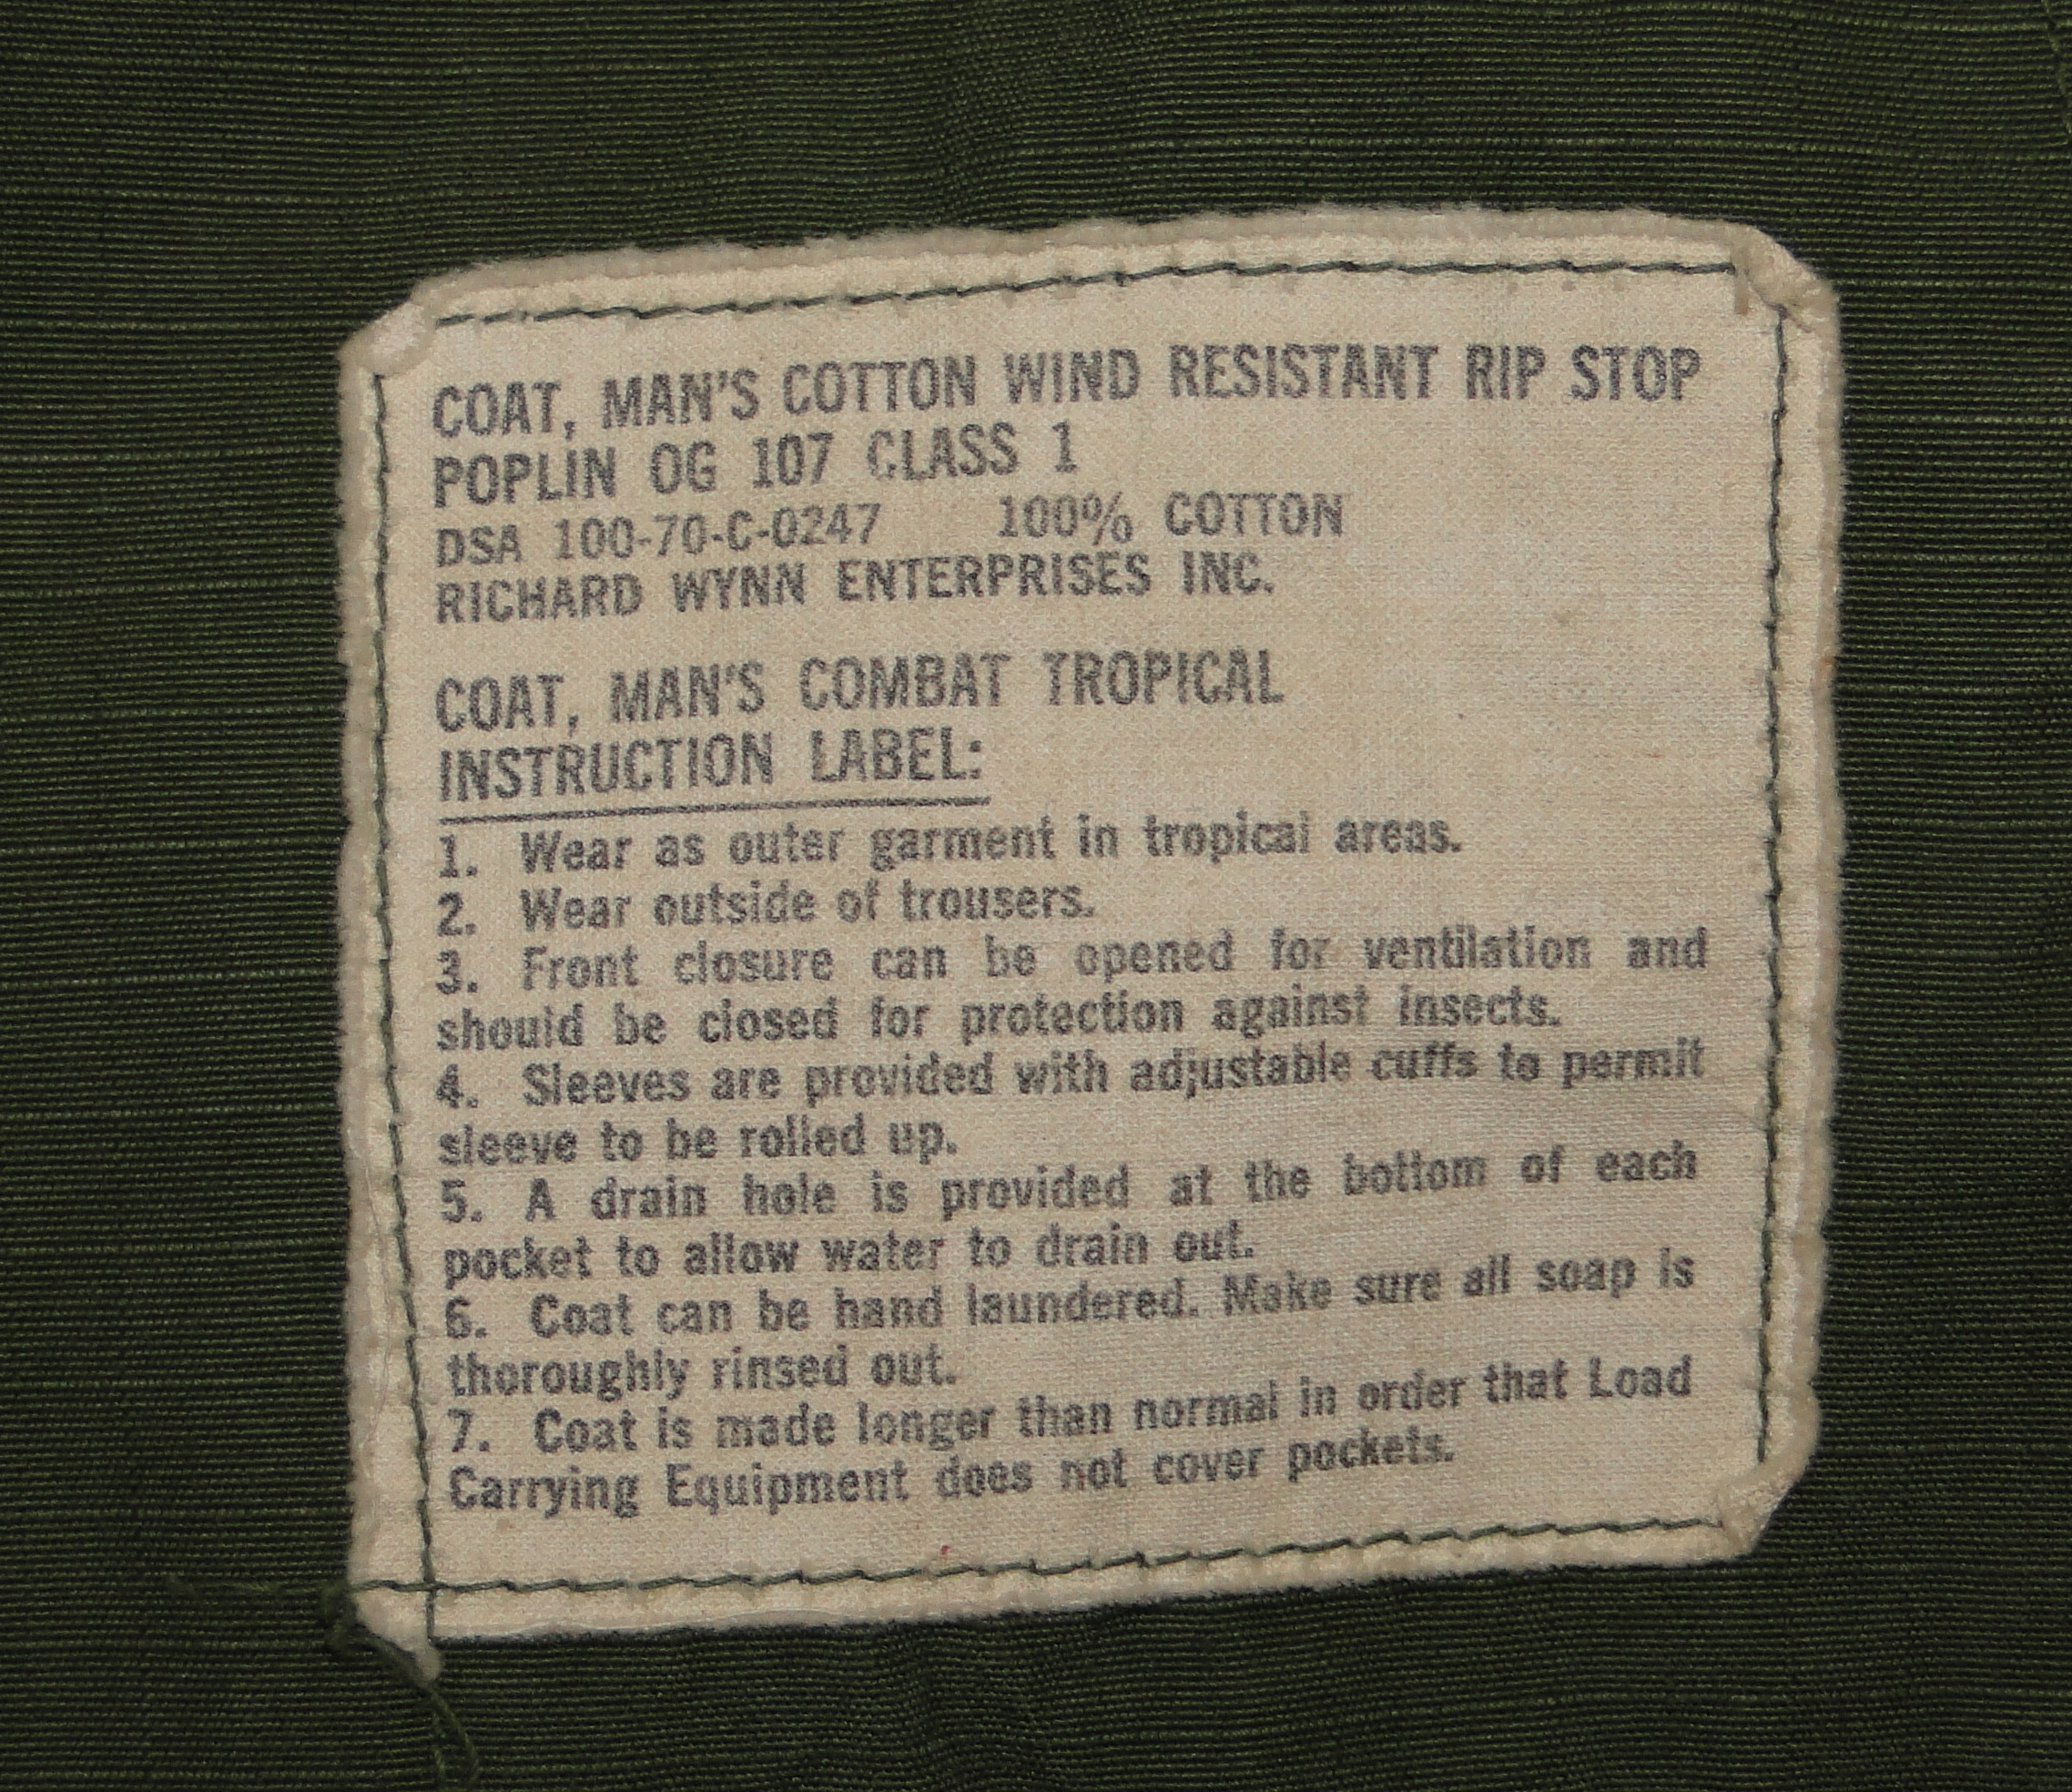 COAT, MAN'S COTTON WIND RESISTANT RIP STOP
POPLIN OG 107 CLASS 1
DSA 100-70-C-0247 100% COTTON
RICHARD WYNN ENTERPRISES INC.
COAT, MAN'S COMBAT TROPICAL
INSTRUCTION LABEL:
1. Wear as outer garment in tropical areas.
2. Wear outside of trousers.
3. Front closure can be opened for ventilation and
should be closed for protection against insects.
4. Sleeves are provided with adjustable cuffs to permit
sleeve to be rolled up.
5. A drain hole is provided at the bottom of each
pocket to allow water to drain out.
6. Coat can be hand laundered. Make sure all soap is
thoroughly rinsed out.
7. Coat is made longer than normal in order that Load
Carrying Equipment does not cover pockets.